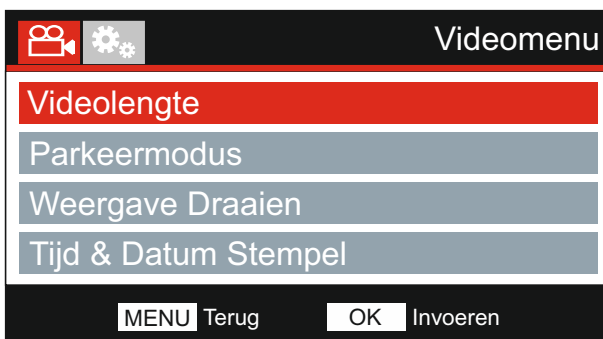 Videomenu
Videolengte
Parkeermodus
Weergave Draaien
Tijd & Datum Stempel
MENU Terug OK Invoeren